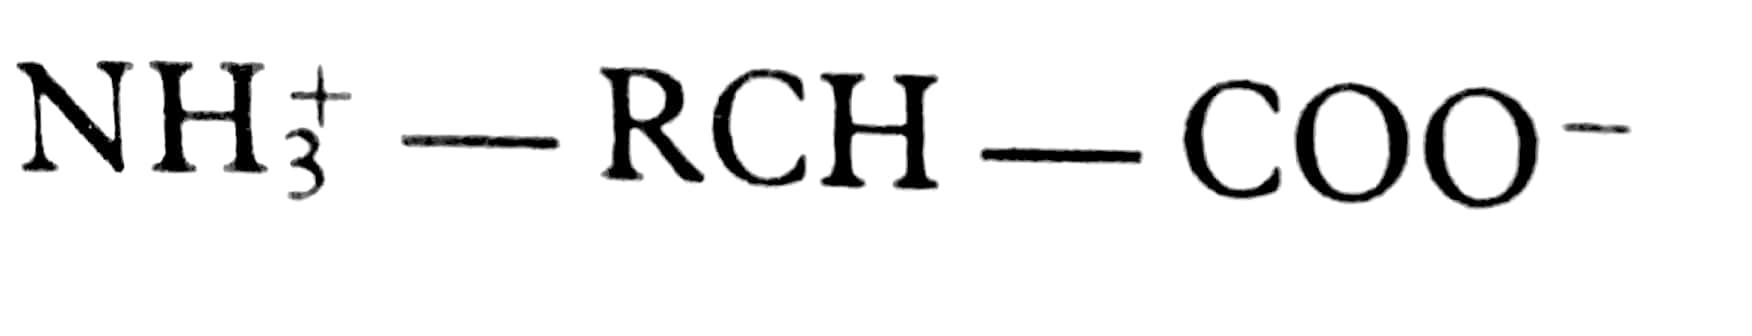 NH₃⁺ — RCH — COO⁻